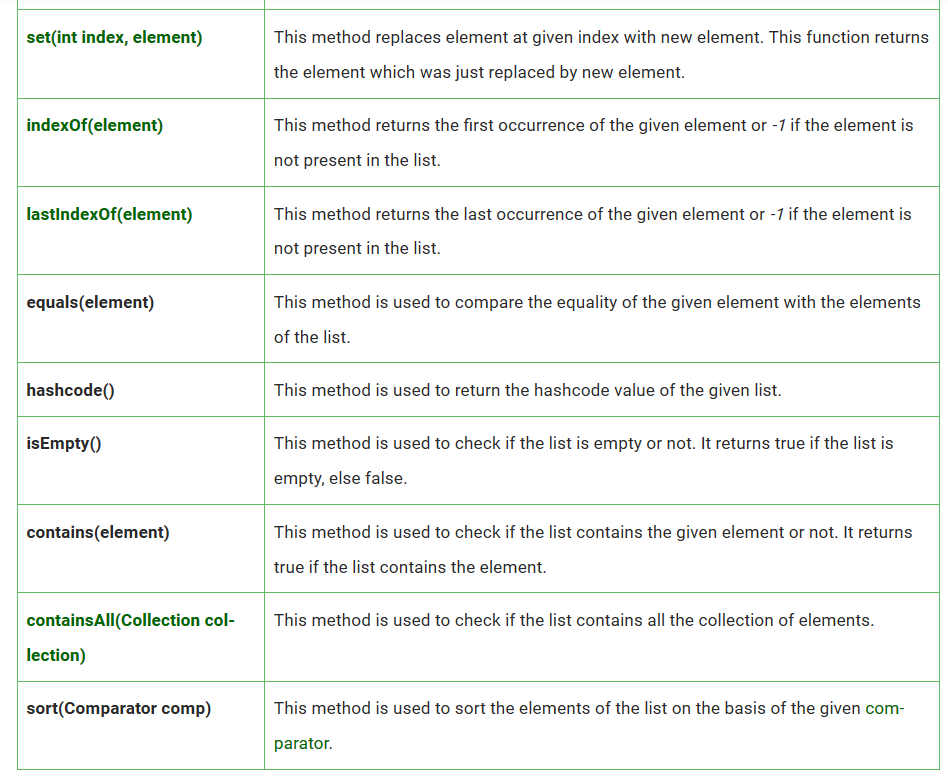 set(int index, element)
This method replaces element at given index with new element. This function returns
the element which was just replaced by new element.
indexOf(element)
This method returns the first occurrence of the given element or -1 if the element is
not present in the list.
lastIndexOf(element)
This method returns the last occurrence of the given element or -1 if the element is
not present in the list.
equals(element)
This method is used to compare the equality of the given element with the elements
of the list.
hashcode()
This method is used to return the hashcode value of the given list.
isEmpty()
This method is used to check if the list is empty or not. It returns true if the list is
empty, else false.
contains(element)
This method is used to check if the list contains the given element or not. It returns
true if the list contains the element.
containsAll(Collection col-
lection)
This method is used to check if the list contains all the collection of elements.
sort(Comparator comp)
This method is used to sort the elements of the list on the basis of the given com-
parator.